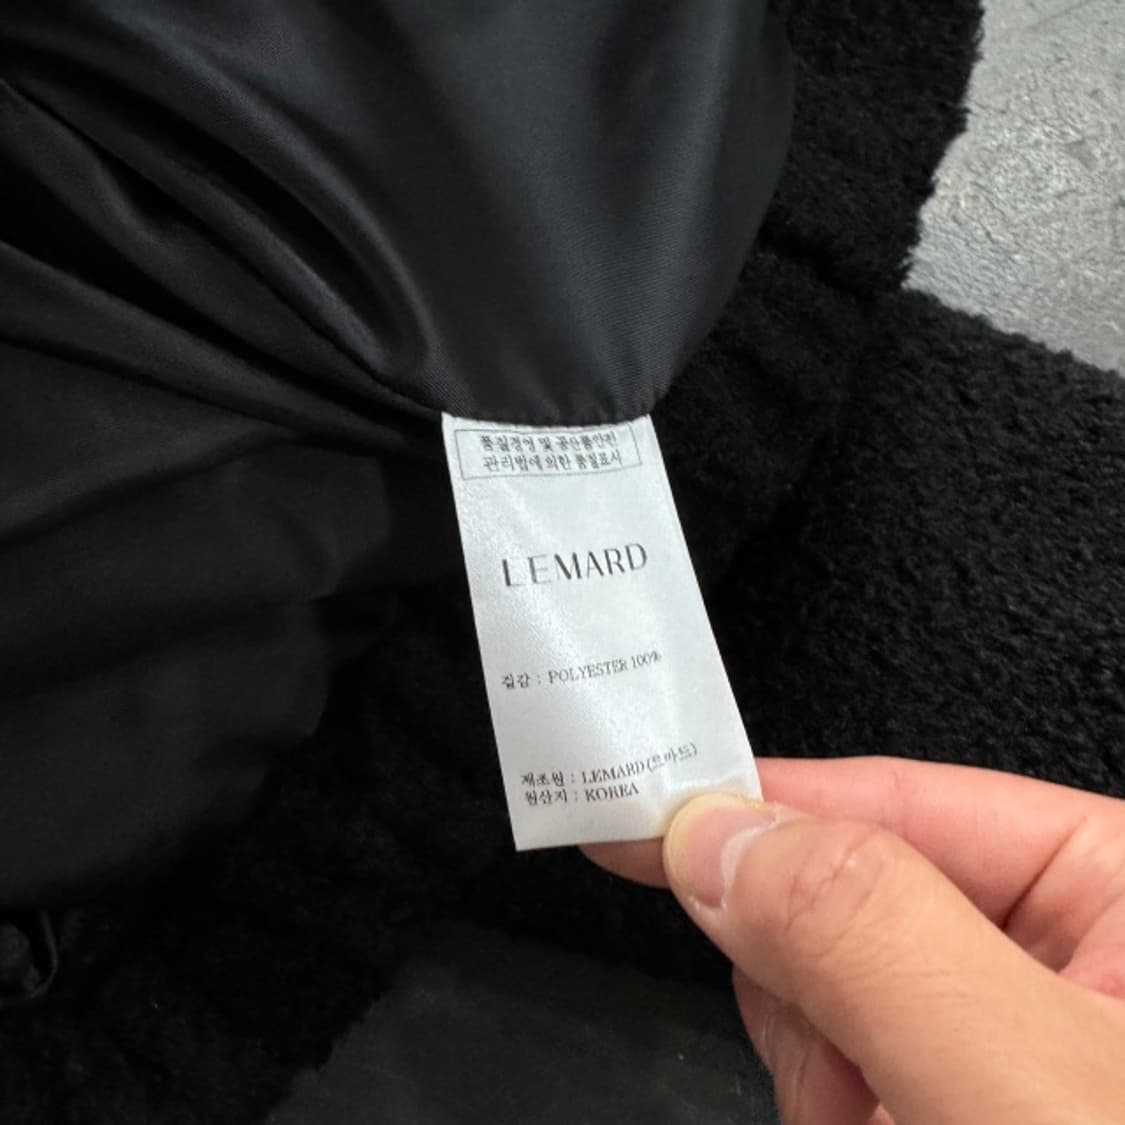 품질경영 및 공산품안전
관리법에 의한 품질표시
LEMARD
질감 : POLYESTER 100%
제조원 : LEMARD(르마드)
원산지 : KOREA